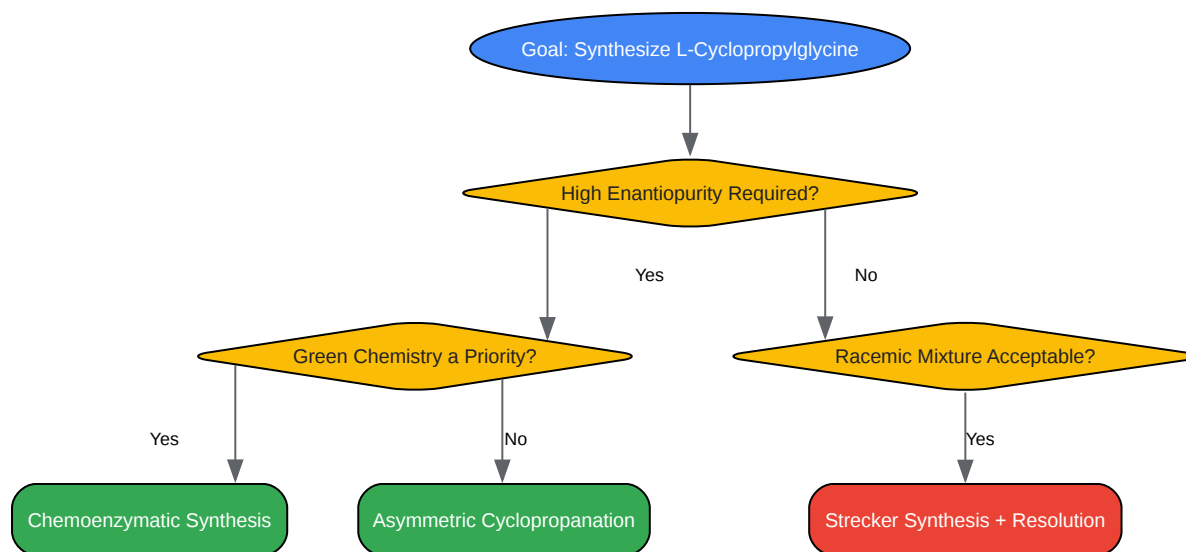 Goal: Synthesize L-Cyclopropylglycine
High Enantiopurity Required?
Yes
No
Green Chemistry a Priority?
Racemic Mixture Acceptable?
Yes
No
Yes
Chemoenzymatic Synthesis
Asymmetric Cyclopropanation
Strecker Synthesis + Resolution